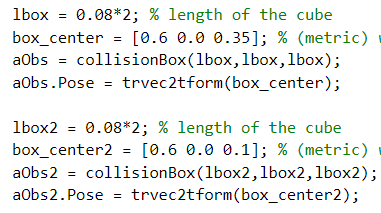 lbox = 0.08*2; % length of the cube
box_center = [0.6 0.0 0.35]; % (metric)
aObs = collisionBox(lbox,lbox,lbox);
aObs.Pose = trvec2tform(box_center);
lbox2 = 0.08*2; % length of the cube
box_center2 = [0.6 0.0 0.1]; % (metric)
aObs2 = collisionBox(lbox2,lbox2,lbox2);
aObs2.Pose = trvec2tform(box_center2);